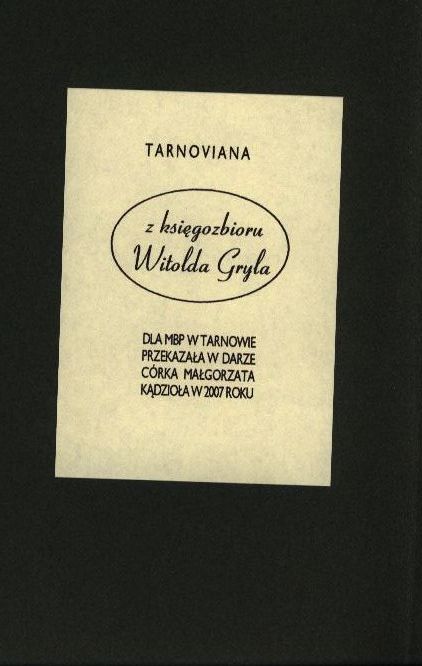 TARNOVIANA
z księgozbioru
Witolda Gryla
DLA MBP W TARNOWIE
PRZEKAZAŁA W DARZE
CÓRKA MAŁGORZATA
KĄDZIOŁA W 2007 ROKU